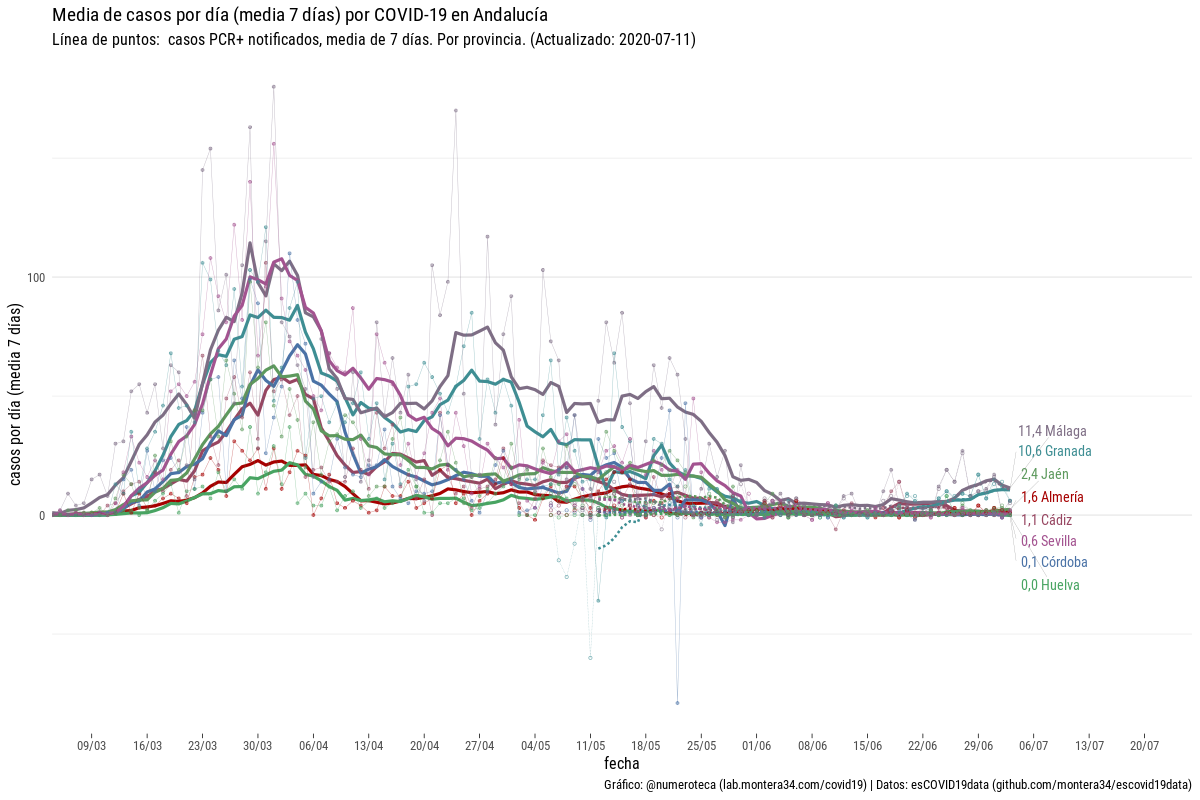 Media de casos por día (media 7 días) por COVID-19 en Andalucía
Línea de puntos:  casos PCR+ notificados, media de 7 días. Por provincia. (Actualizado: 2020-07-11)
casos por día (media 7 días)
100
0
11,4 Málaga
10,6 Granada
2,4 Jaén
1,6 Almería
1,1 Cádiz
0,6 Sevilla
0,1 Córdoba
0,0 Huelva
09/03 16/03 23/03 30/03 06/04 13/04 20/04 27/04 04/05 11/05 18/05 25/05 01/06 08/06 15/06 22/06 29/06 06/07 13/07 20/07
fecha
Gráfico: @numeroteca (lab.montera34.com/covid19) | Datos: esCOVID19data (github.com/montera34/escovid19data)